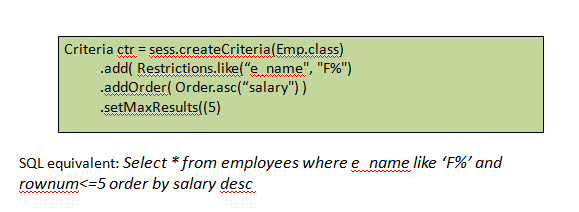 Criteria ctr = sess.createCriteria(Emp.class)
.add( Restrictions.like(“e_name", "F%")
.addOrder( Order.asc(“salary") )
.setMaxResults((5)
SQL equivalent: Select * from employees where e_name like ‘F%’ and
rownum<=5 order by salary desc